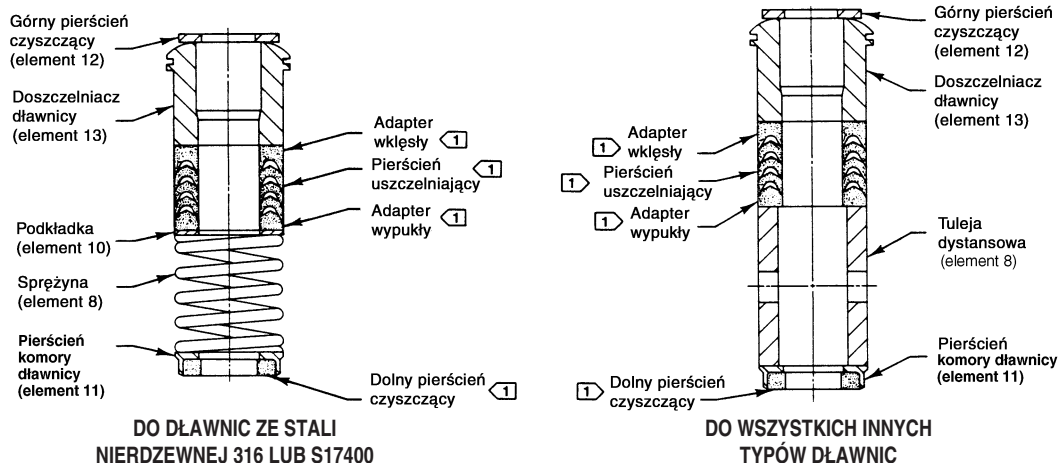 Górny pierścień
czyszczący
(element 12)
Doszczelniacz
dławnicy
(element 13)
Adapter
wklęsły 1
Pierścień 1
uszczelniający
Adapter
wypukły 1
Podkładka
(element 10)
Sprężyna
(element 8)
Pierścień
komory
dławnicy
(element 11)
Dolny pierścień
czyszczący 1
DO DŁAWNIC ZE STALI
NIERDZEWNEJ 316 LUB S17400
Górny pierścień
czyszczący
(element 12)
Doszczelniacz
dławnicy
(element 13)
1 Adapter
wklęsły
1 Pierścień
uszczelniający
1 Adapter
wypukły
Tuleja
dystansowa
(element 8)
Pierścień
komory dławnicy
(element 11)
1 Dolny pierścień
czyszczący
DO WSZYSTKICH INNYCH
TYPÓW DŁAWNIC